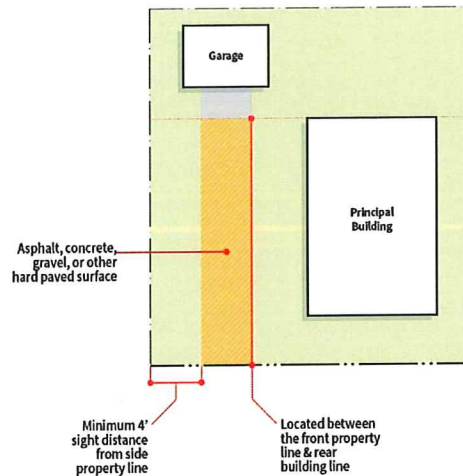 Garage
Principal
Building
Asphalt, concrete,
gravel, or other
hard paved surface
Minimum 4'
sight distance
from side
property line
Located between
the front property
line & rear
building line